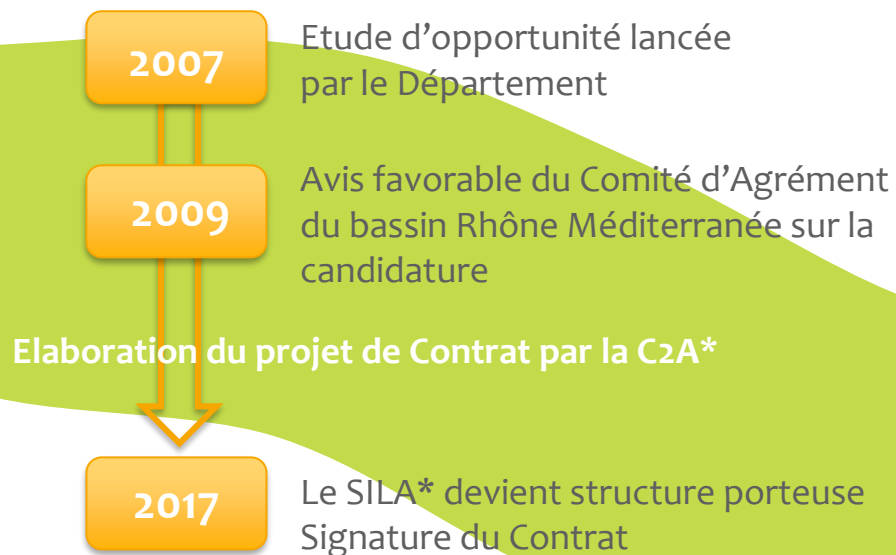 2007
Etude d’opportunité lancée
par le Département
2009
Avis favorable du Comité d’Agrément
du bassin Rhône Méditerranée sur la
candidature
Elaboration du projet de Contrat par la C2A*
2017
Le SILA* devient structure porteuse
Signature du Contrat